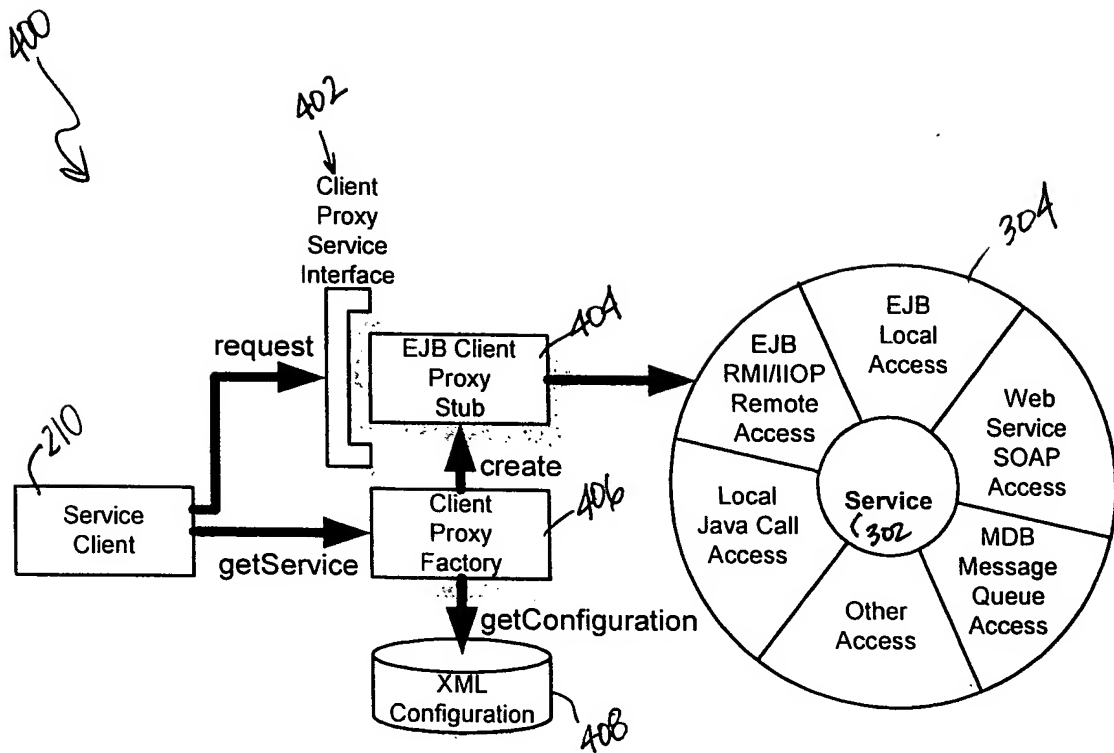 400
402
Client
Proxy
Service
Interface
304
EJB
Local
Access
404
EJB
RMI/IIOP
Remote
Access
request
EJB Client
Proxy
Stub
Web
Service
SOAP
Access
210
create
Service
Client
getService
Client
Proxy
Factory
406
Local
Java Call
Access
Service
302
MDB
Message
Queue
Access
Other
Access
getConfiguration
XML
Configuration
408